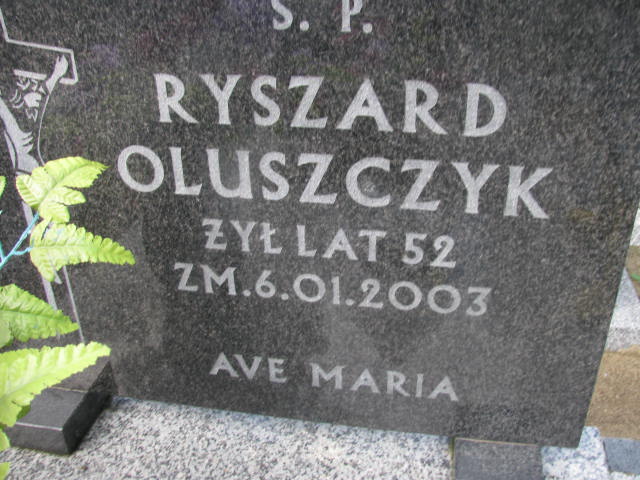 Ś. P.
RYSZARD
OLUSZCZYK
ŻYŁ LAT 52
ZM. 6.01.2003
AVE MARIA